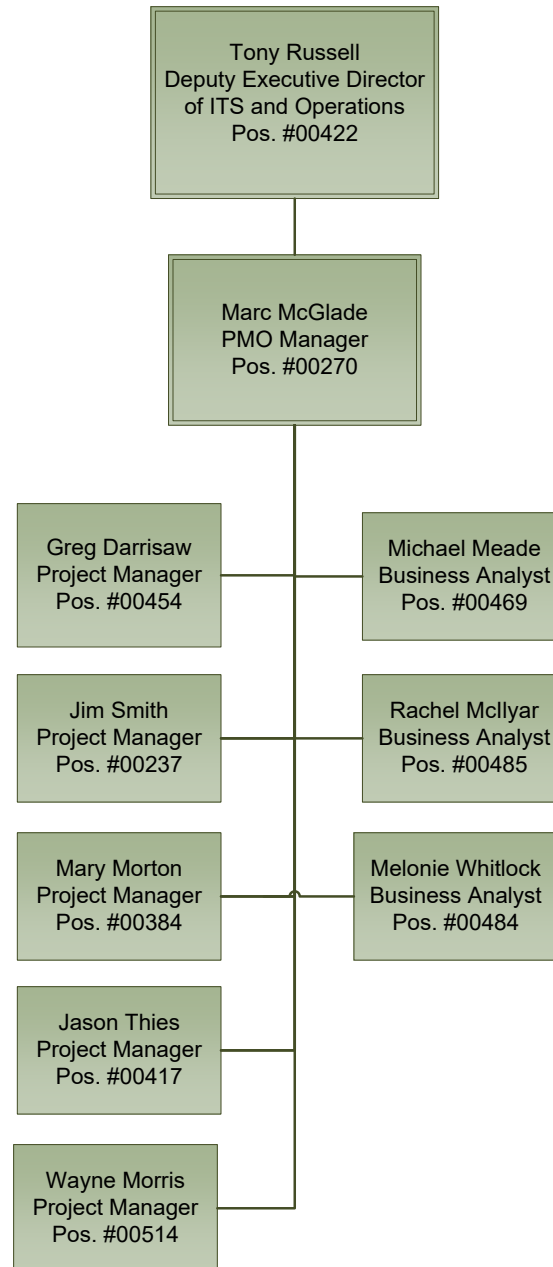 Tony Russell
Deputy Executive Director
of ITS and Operations
Pos. #00422
Marc McGlade
PMO Manager
Pos. #00270
Greg Darrisaw
Project Manager
Pos. #00454
Michael Meade
Business Analyst
Pos. #00469
Jim Smith
Project Manager
Pos. #00237
Rachel McIlyar
Business Analyst
Pos. #00485
Mary Morton
Project Manager
Pos. #00384
Melonie Whitlock
Business Analyst
Pos. #00484
Jason Thies
Project Manager
Pos. #00417
Wayne Morris
Project Manager
Pos. #00514